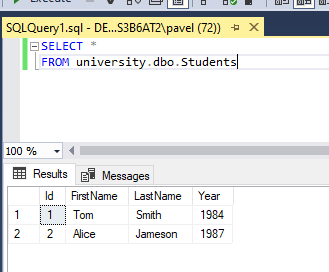 Execute
SQLQuery1.sql - DE...S3B6AT2\pavel (72))
SELECT *
FROM university.dbo.Students
100 %
Results Messages
Id FirstName LastName Year
1 1 Tom Smith 1984
2 2 Alice Jameson 1987